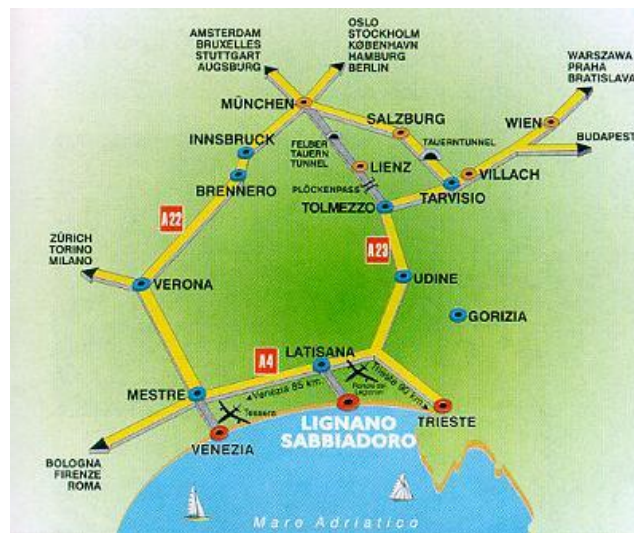 AMSTERDAM
BRUXELLES
STUTTGART
AUGSBURG
OSLO
STOCKHOLM
KØBENHAVN
HAMBURG
BERLIN
WARSZAWA
PRAHA
BRATISLAVA
MÜNCHEN
SALZBURG
WIEN
INNSBRUCK
FELBER
TAUERN
TUNNEL
TAUERNTUNNEL
BUDAPEST
LIENZ
VILLACH
BRENNERO
PLÖCKENPASS
TARVISIO
TOLMEZZO
A22
ZÜRICH
TORINO
MILANO
A23
VERONA
UDINE
GORIZIA
LATISANA
A4
Venezia 85 km.
Trieste 90 km.
MESTRE
Tessera
LIGNANO
SABBIADORO
TRIESTE
VENEZIA
BOLOGNA
FIRENZE
ROMA
Mare Adriatico